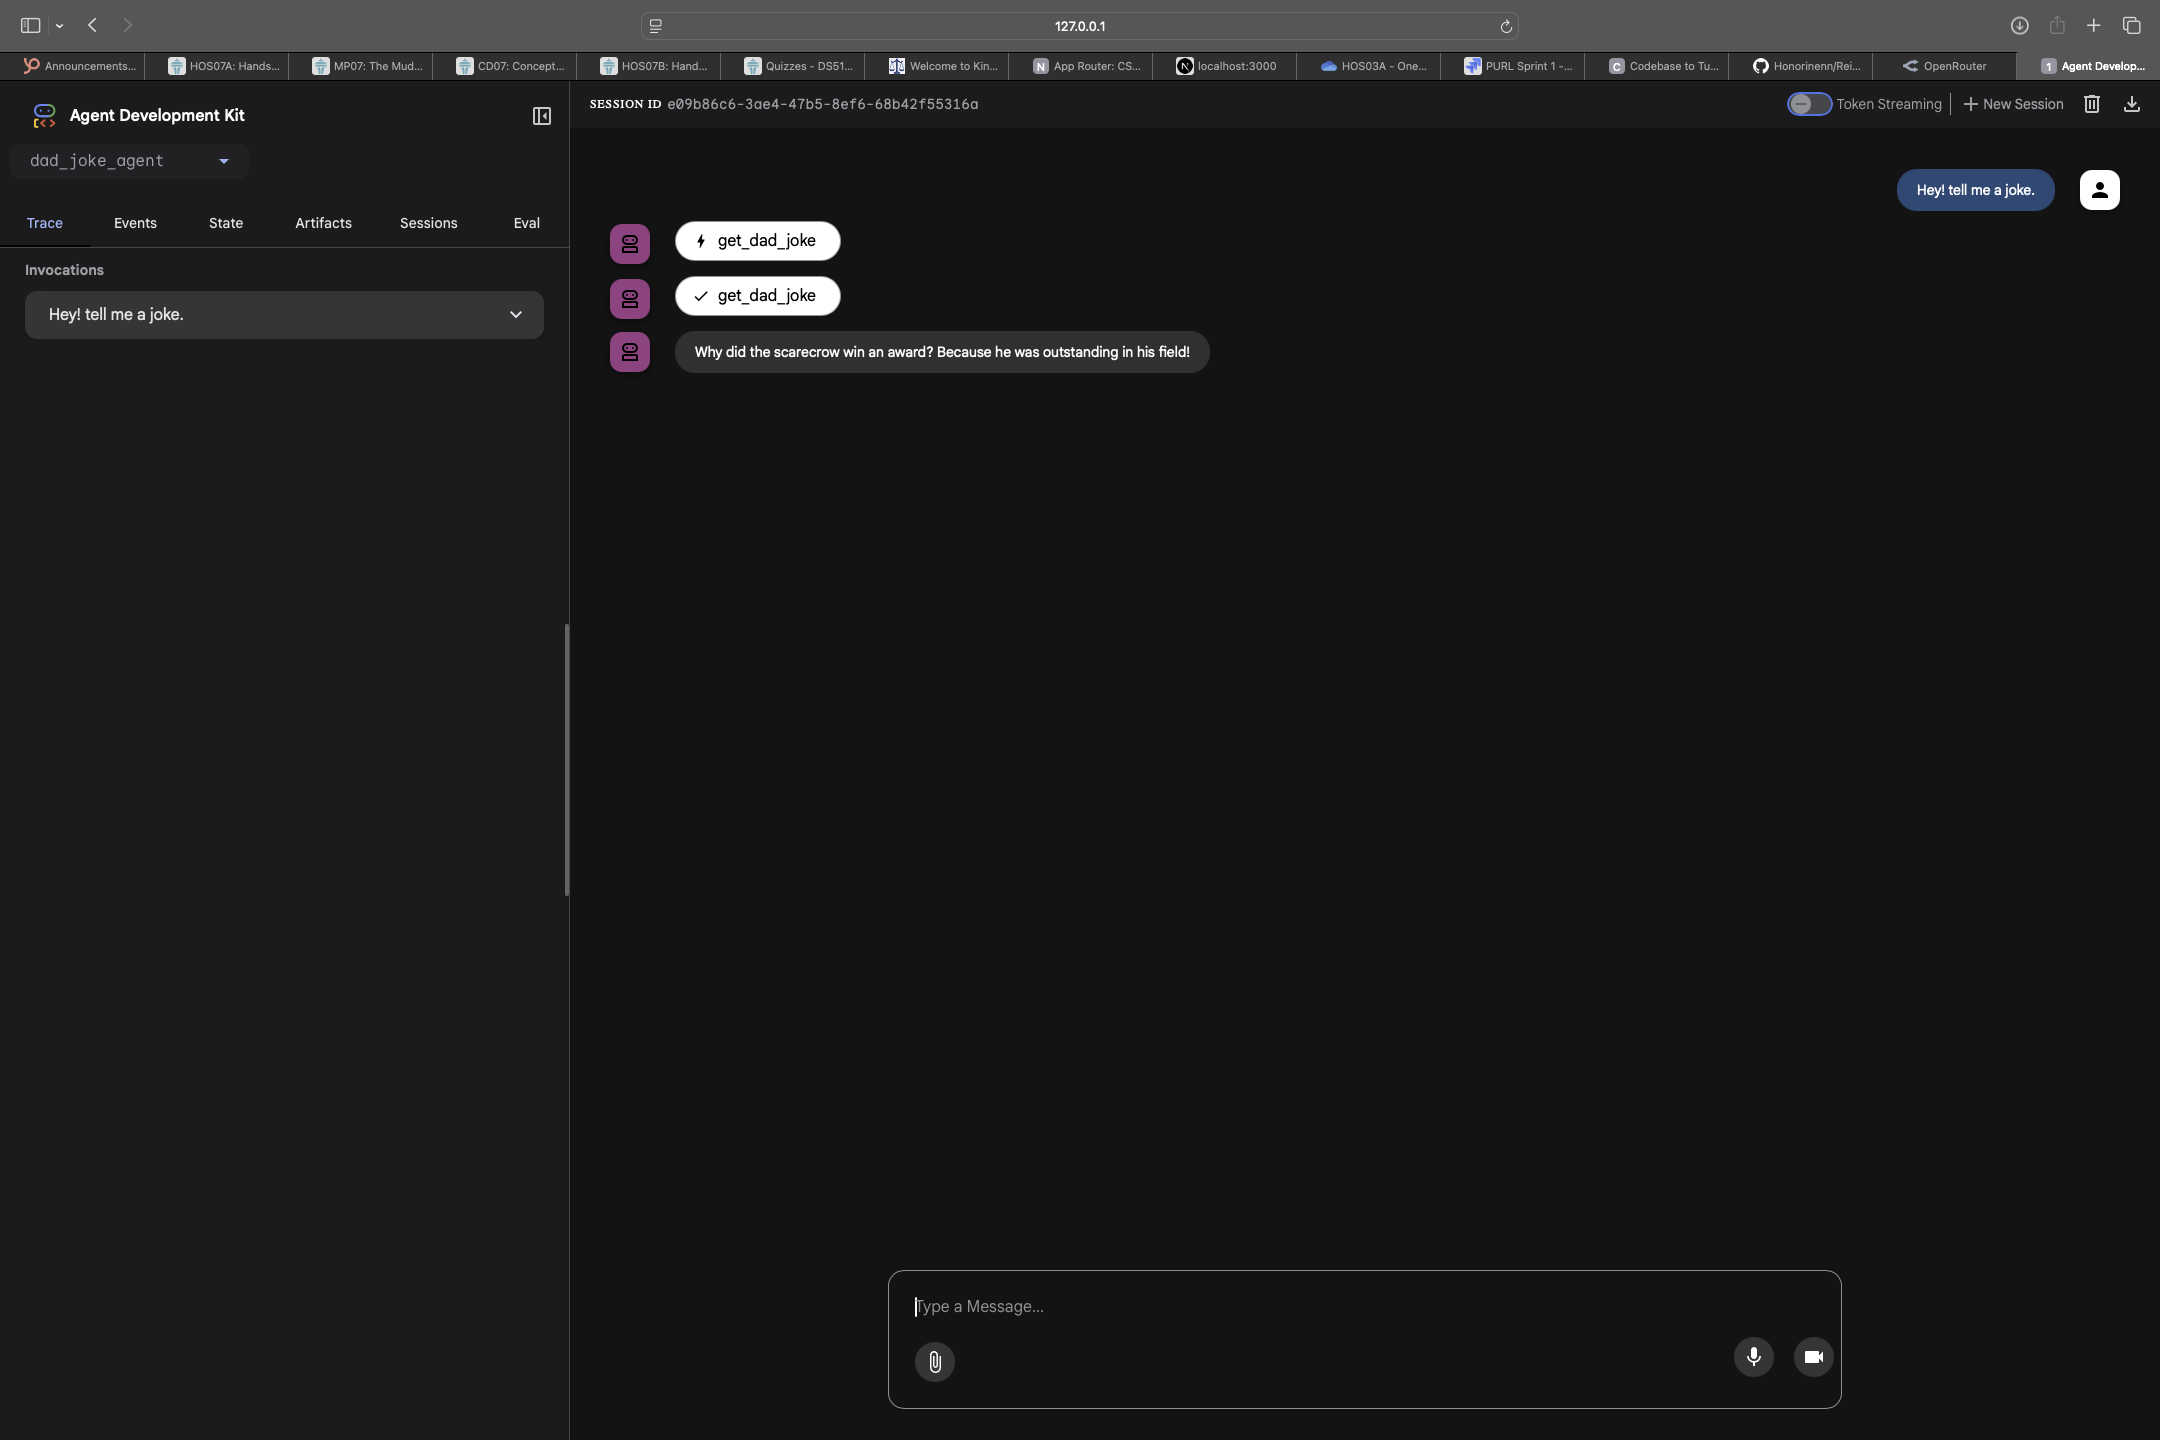 127.0.0.1
Announcements...
HOS07A: Hands...
MP07: The Mud...
CD07: Concept...
HOS07B: Hand...
Quizzes - DS51...
Welcome to Kin...
N App Router: CS...
N localhost:3000
HOS03A - One...
PURL Sprint 1 -...
C Codebase to Tu...
Honorinenn/Rei...
OpenRouter
1 Agent Develop...
Agent Development Kit
dad_joke_agent
Trace
Events
State
Artifacts
Sessions
Eval
Invocations
Hey! tell me a joke.
SESSION ID e09b86c6-3ae4-47b5-8ef6-68b42f55316a
Token Streaming
New Session
Hey! tell me a joke.
get_dad_joke
get_dad_joke
Why did the scarecrow win an award? Because he was outstanding in his field!
Type a Message...